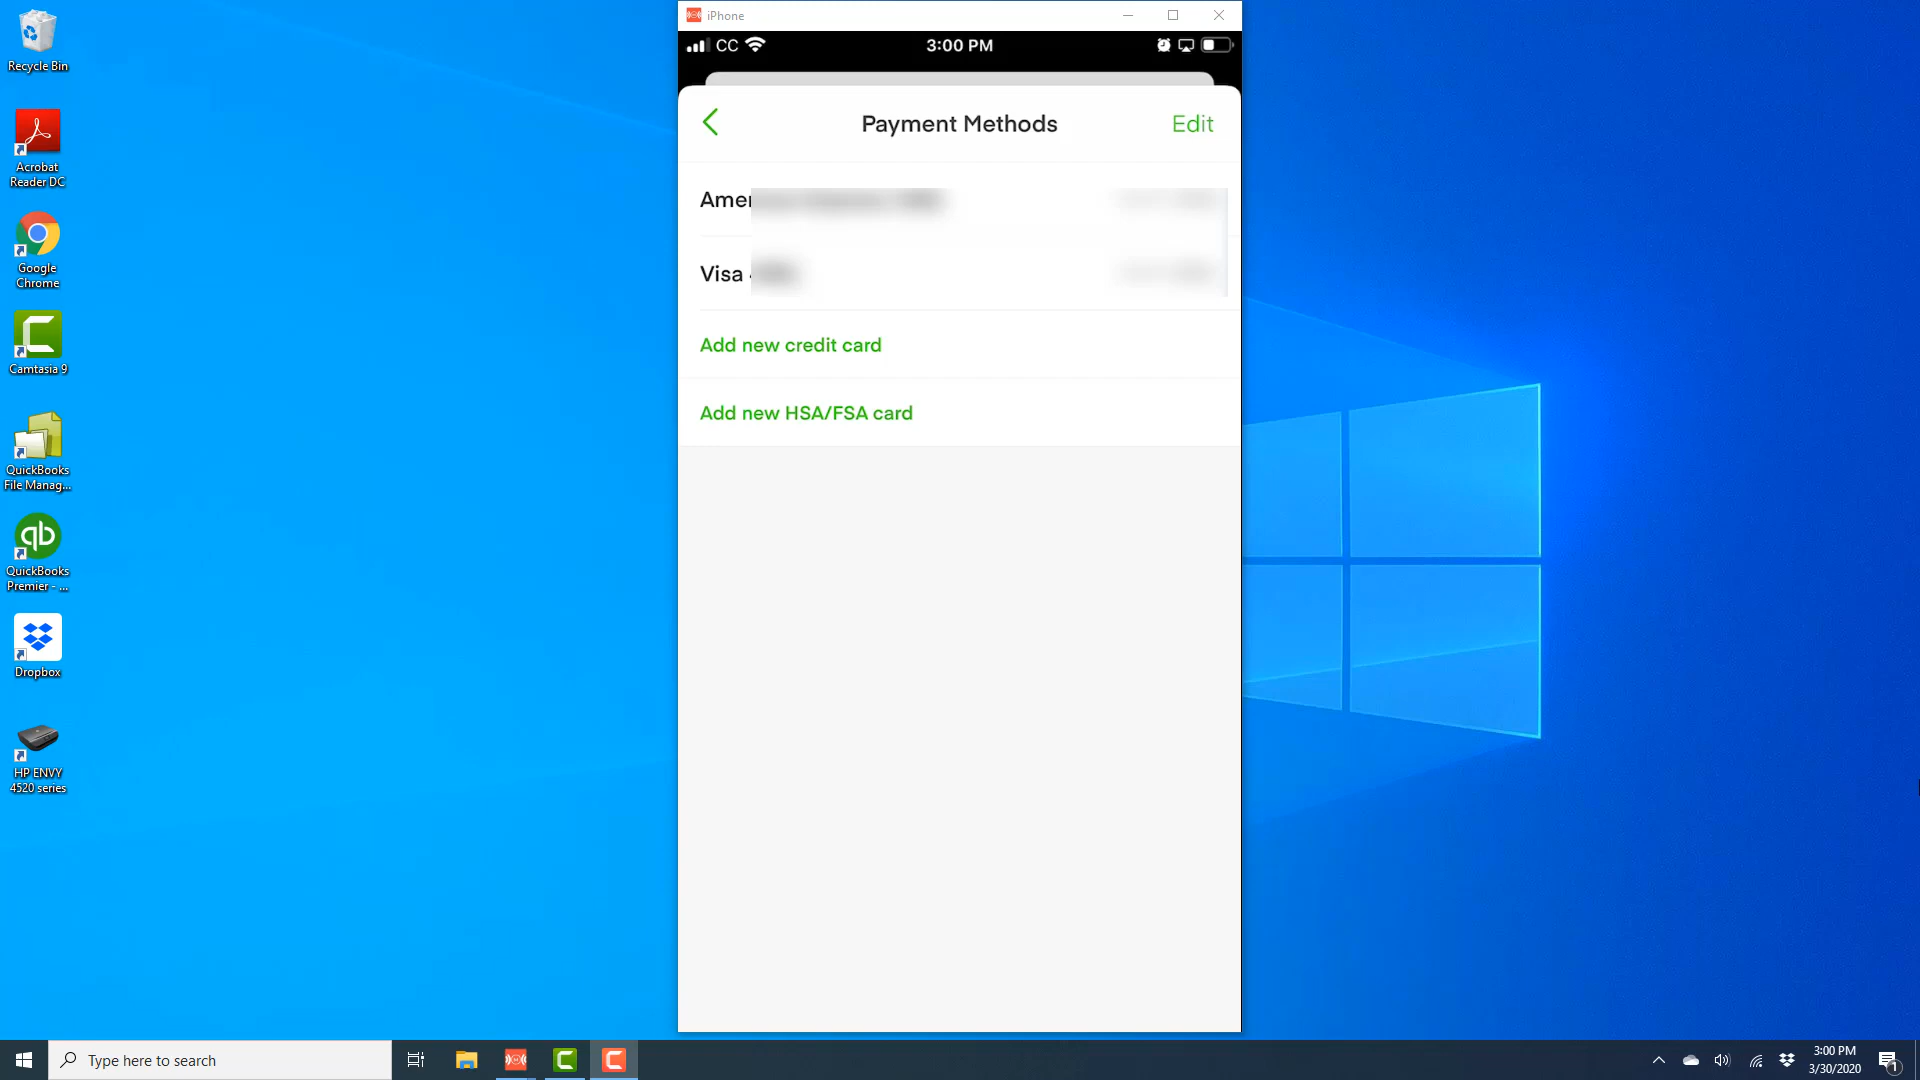 Recycle Bin
Acrobat
Reader DC
Google
Chrome
Camtasia 9
QuickBooks
File Manag...
QuickBooks
Premier - ...
Dropbox
HP ENVY
4520 series
iPhone
CC
3:00 PM
Payment Methods
Edit
Visa
Add new credit card
Add new HSA/FSA card
Type here to search
3:00 PM
3/30/2020
1